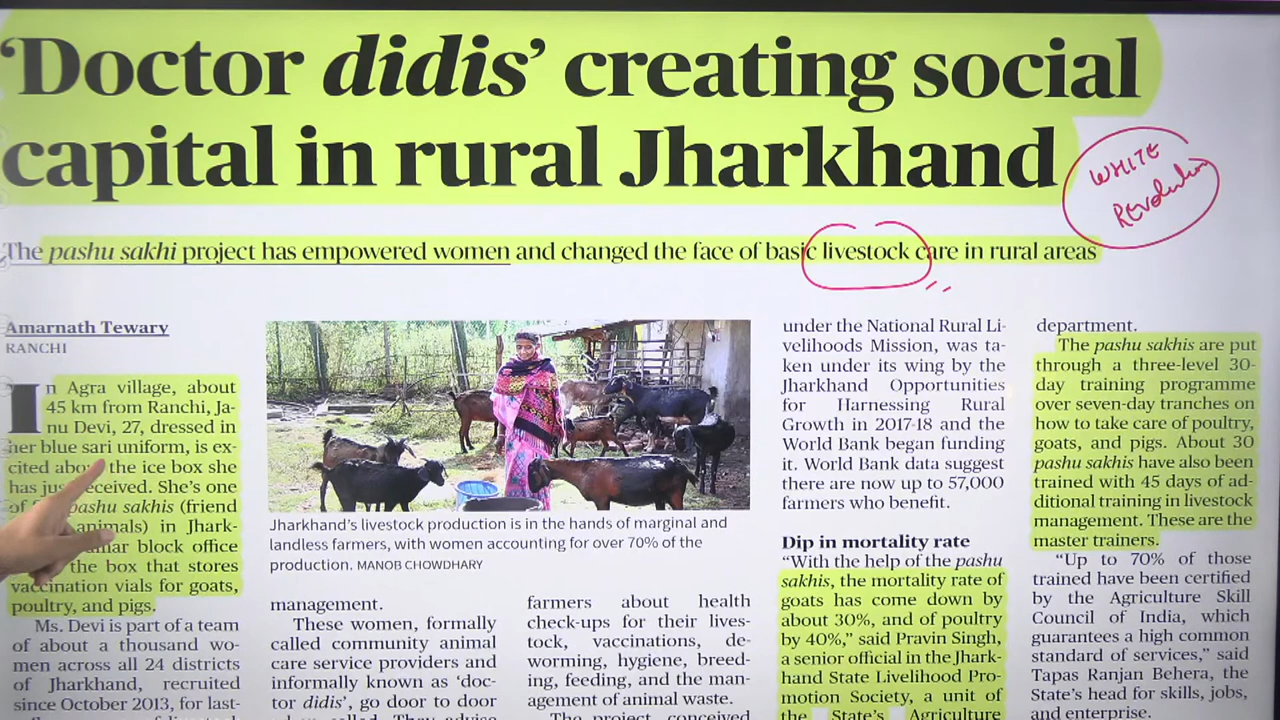 ‘Doctor didis’ creating social
capital in rural Jharkhand
WHITE
Revolution
The pashu sakhi project has empowered women and changed the face of basic livestock care in rural areas
Amarnath Tewary
RANCHI
In Agra village, about
45 km from Ranchi, Ja-
nu Devi, 27, dressed in
her blue sari uniform, is ex-
cited about the ice box she
has just received. She’s one
of pashu sakhis (friend
animals) in Jhark-
block office
the box that stores
vaccination vials for goats,
poultry, and pigs.
Ms. Devi is part of a team
of about a thousand wo-
men across all 24 districts
of Jharkhand, recruited
since October 2013, for last-
Jharkhand’s livestock production is in the hands of marginal and
landless farmers, with women accounting for over 70% of the
production. MANOB CHOWDHARY
management.
These women, formally
called community animal
care service providers and
informally known as ‘doc-
tor didis’, go door to door
when called. They advise
farmers about health
check-ups for their lives-
tock, vaccinations, de-
worming, hygiene, breed-
ing, feeding, and the man-
agement of animal waste.
The project, conceived
under the National Rural Li-
velihoods Mission, was ta-
ken under its wing by the
Jharkhand Opportunities
for Harnessing Rural
Growth in 2017-18 and the
World Bank began funding
it. World Bank data suggest
there are now up to 57,000
farmers who benefit.
Dip in mortality rate
“With the help of the pashu
sakhis, the mortality rate of
goats has come down by
about 30%, and of poultry
by 40%,” said Pravin Singh,
a senior official in the Jhark-
hand State Livelihood Pro-
motion Society, a unit of
the State’s Agriculture
department.
The pashu sakhis are put
through a three-level 30-
day training programme
over seven-day tranches on
how to take care of poultry,
goats, and pigs. About 30
pashu sakhis have also been
trained with 45 days of ad-
ditional training in livestock
management. These are the
master trainers.
“Up to 70% of those
trained have been certified
by the Agriculture Skill
Council of India, which
guarantees a high common
standard of services,” said
Tapas Ranjan Behera, the
State’s head for skills, jobs,
and enterprise.